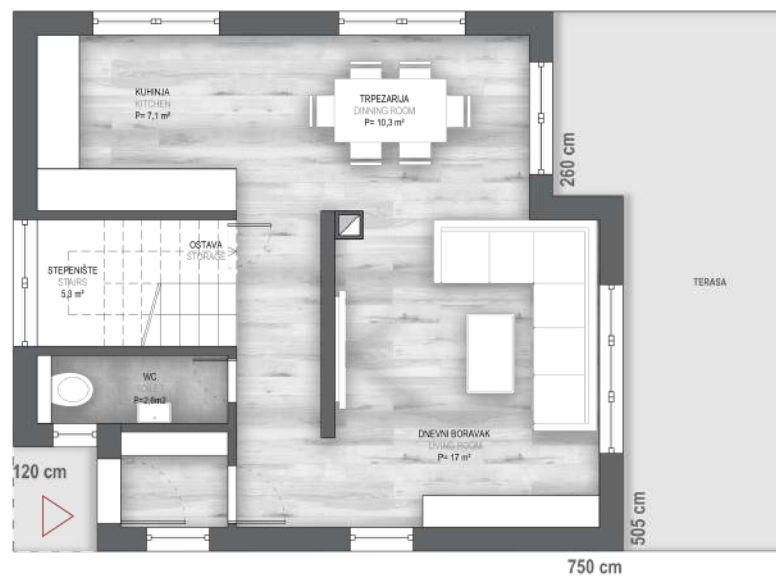 KUHINJA
KITCHEN
P= 7,1 m²
TRPEZARIJA
DINNING ROOM
P= 10,3 m²
260 cm
OSTAVA
STORAGE
STEPENIŠTE
STAIRS
5,3 m²
TERASA
WC
TOILET
P=2,6m2
DNEVNI BORAVAK
LIVING ROOM
P= 17 m²
120 cm
505 cm
750 cm